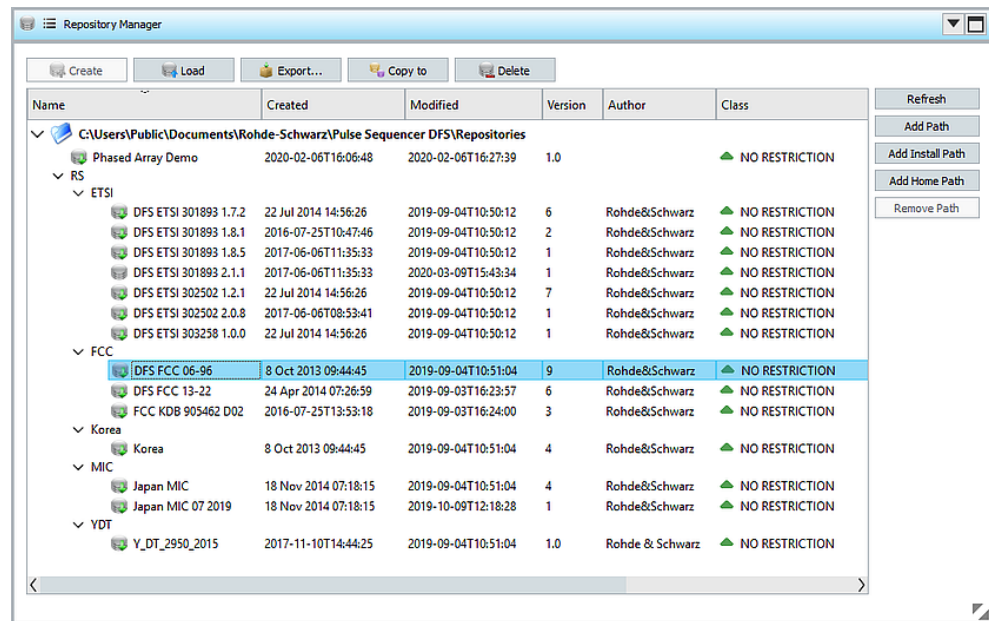 Repository Manager
Create Load Export... Copy to Delete
Name Created Modified Version Author Class
C:\Users\Public\Documents\Rohde-Schwarz\Pulse Sequencer DFS\Repositories
Phased Array Demo 2020-02-06T16:06:48 2020-02-06T16:27:39 1.0 NO RESTRICTION
RS
ETSI
DFS ETSI 301893 1.7.2 22 Jul 2014 14:56:26 2019-09-04T10:50:12 6 Rohde&Schwarz NO RESTRICTION
DFS ETSI 301893 1.8.1 2016-07-25T10:47:46 2019-09-04T10:50:12 2 Rohde&Schwarz NO RESTRICTION
DFS ETSI 301893 1.8.5 2017-06-06T11:35:33 2019-09-04T10:50:12 1 Rohde&Schwarz NO RESTRICTION
DFS ETSI 301893 2.1.1 2017-06-06T11:35:33 2020-03-09T15:43:34 1 Rohde&Schwarz NO RESTRICTION
DFS ETSI 302502 1.2.1 22 Jul 2014 14:56:26 2019-09-04T10:50:12 7 Rohde&Schwarz NO RESTRICTION
DFS ETSI 302502 2.0.8 2017-06-06T08:53:41 2019-09-04T10:50:12 1 Rohde&Schwarz NO RESTRICTION
DFS ETSI 303258 1.0.0 22 Jul 2014 14:56:26 2019-09-04T10:50:12 1 Rohde&Schwarz NO RESTRICTION
FCC
DFS FCC 06-96 8 Oct 2013 09:44:45 2019-09-04T10:51:04 9 Rohde&Schwarz NO RESTRICTION
DFS FCC 13-22 24 Apr 2014 07:26:59 2019-09-03T16:23:57 6 Rohde&Schwarz NO RESTRICTION
FCC KDB 905462 D02 2016-07-25T13:53:18 2019-09-03T16:24:00 3 Rohde&Schwarz NO RESTRICTION
Korea
Korea 8 Oct 2013 09:44:45 2019-09-04T10:51:04 4 Rohde&Schwarz NO RESTRICTION
MIC
Japan MIC 18 Nov 2014 07:18:15 2019-09-04T10:51:04 4 Rohde&Schwarz NO RESTRICTION
Japan MIC 07 2019 18 Nov 2014 07:18:15 2019-10-09T12:18:28 1 Rohde&Schwarz NO RESTRICTION
YDT
Y_DT_2950_2015 2017-11-10T14:44:25 2019-09-04T10:51:04 1.0 Rohde & Schwarz NO RESTRICTION
Refresh
Add Path
Add Install Path
Add Home Path
Remove Path